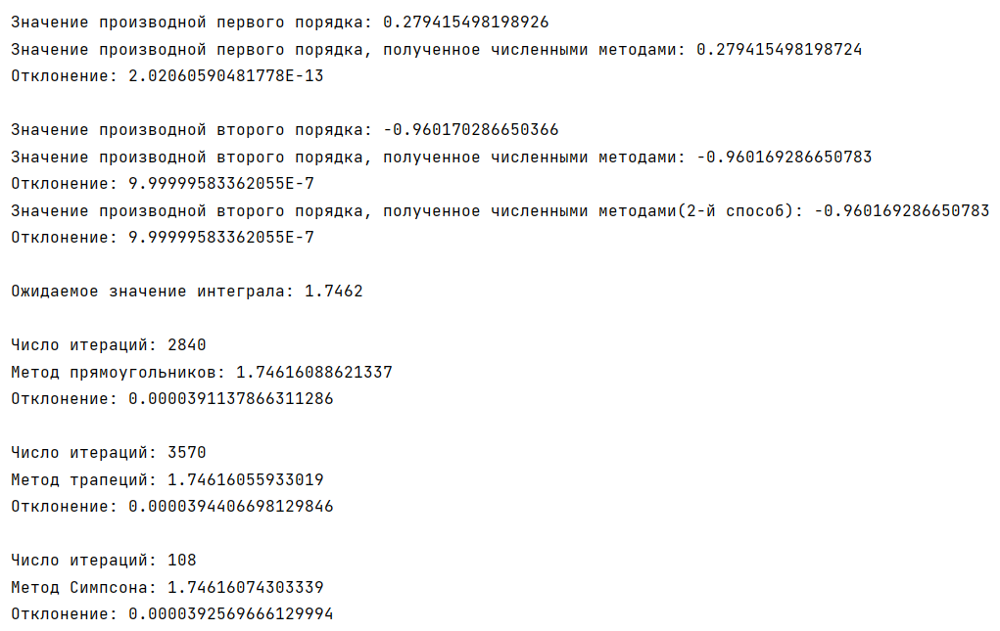 Значение производной первого порядка: 0.279415498198926
Значение производной первого порядка, полученное численными методами: 0.279415498198724
Отклонение: 2.02060590481778E-13
Значение производной второго порядка: -0.960170286650366
Значение производной второго порядка, полученное численными методами: -0.960169286650783
Отклонение: 9.99999583362055E-7
Значение производной второго порядка, полученное численными методами(2-й способ): -0.960169286650783
Отклонение: 9.99999583362055E-7
Ожидаемое значение интеграла: 1.7462
Число итераций: 2840
Метод прямоугольников: 1.74616088621337
Отклонение: 0.0000391137866311286
Число итераций: 3570
Метод трапеций: 1.74616055933019
Отклонение: 0.0000394406698129846
Число итераций: 108
Метод Симпсона: 1.74616074303339
Отклонение: 0.0000392569666129994